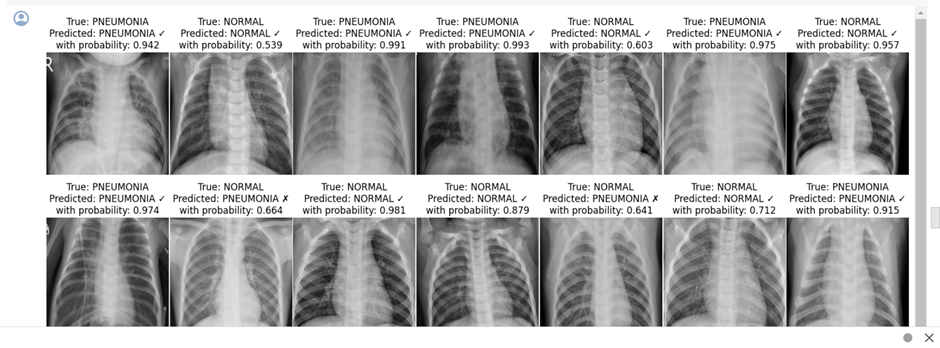 True: PNEUMONIA
Predicted: PNEUMONIA ✓
with probability: 0.942
True: NORMAL
Predicted: NORMAL ✓
with probability: 0.539
True: PNEUMONIA
Predicted: PNEUMONIA ✓
with probability: 0.991
True: PNEUMONIA
Predicted: PNEUMONIA ✓
with probability: 0.993
True: NORMAL
Predicted: NORMAL ✓
with probability: 0.603
True: PNEUMONIA
Predicted: PNEUMONIA ✓
with probability: 0.975
True: NORMAL
Predicted: NORMAL ✓
with probability: 0.957
R
True: PNEUMONIA
Predicted: PNEUMONIA ✓
with probability: 0.974
True: NORMAL
Predicted: PNEUMONIA ✗
with probability: 0.664
True: NORMAL
Predicted: NORMAL ✓
with probability: 0.981
True: NORMAL
Predicted: NORMAL ✓
with probability: 0.879
True: NORMAL
Predicted: PNEUMONIA ✗
with probability: 0.641
True: NORMAL
Predicted: NORMAL ✓
with probability: 0.712
True: PNEUMONIA
Predicted: PNEUMONIA ✓
with probability: 0.915